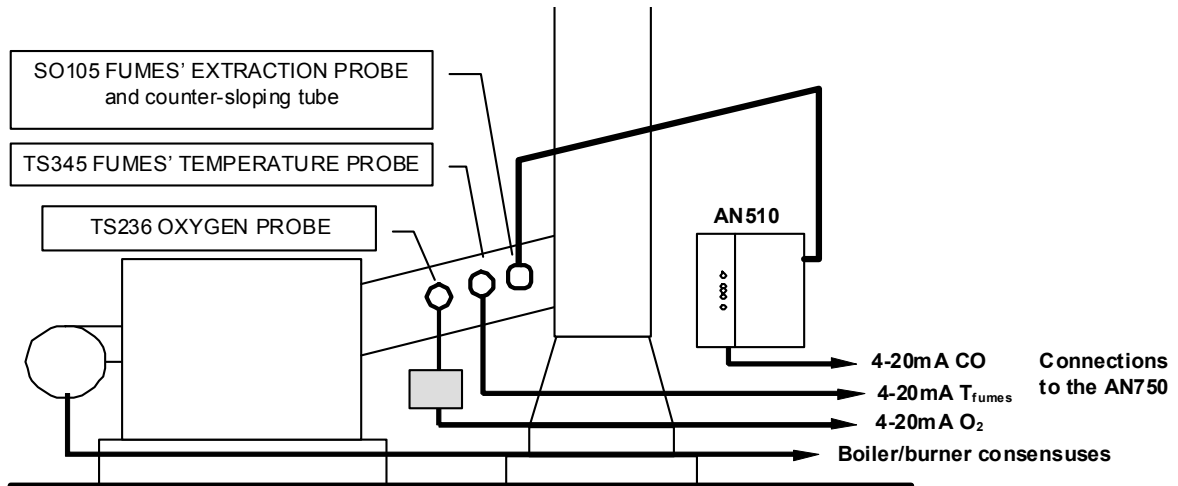 SO105 FUMES’ EXTRACTION PROBE
and counter-sloping tube
TS345 FUMES’ TEMPERATURE PROBE
TS236 OXYGEN PROBE
AN510
4-20mA CO
Connections
to the AN750
4-20mA Tfumes
4-20mA O2
Boiler/burner consensuses